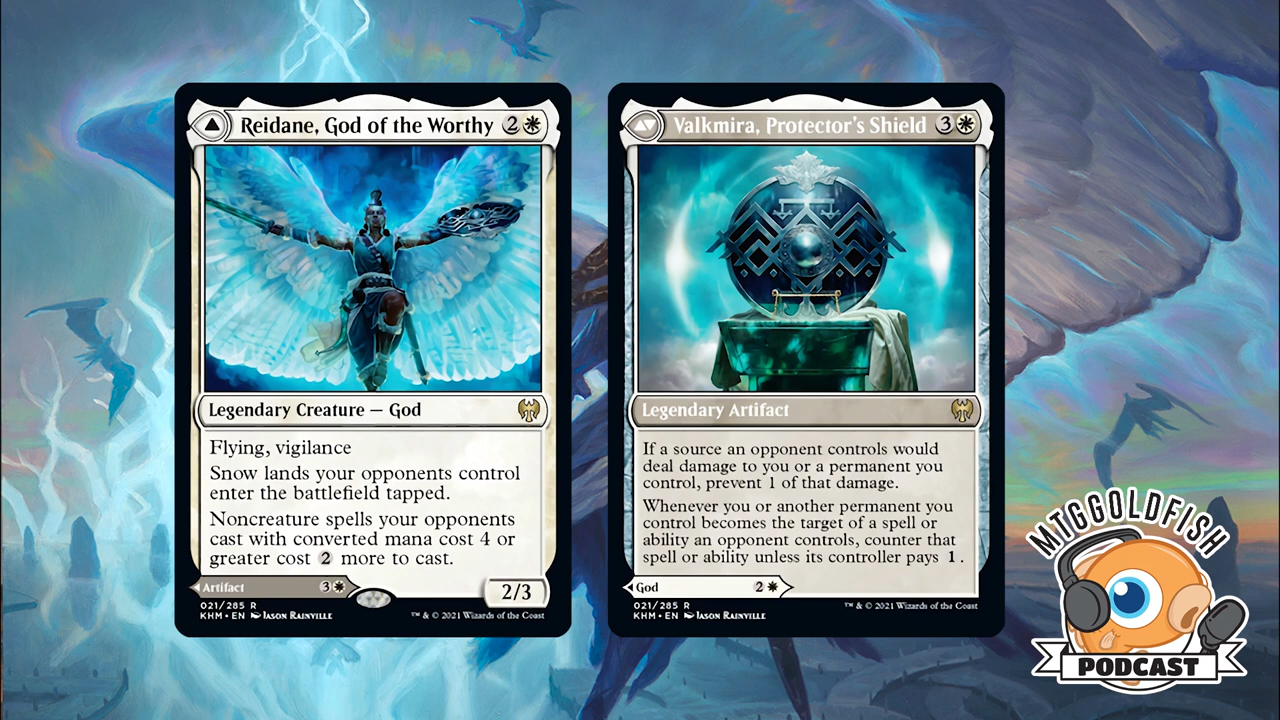 Reidane, God of the Worthy 2
Legendary Creature — God
Flying, vigilance
Snow lands your opponents control
enter the battlefield tapped.
Noncreature spells your opponents
cast with converted mana cost 4 or
greater cost 2 more to cast.
Artifact 3
2/3
021/285 R
KHM • EN Jason Rainville
™ & © 2021 Wizards of the Coast
Valkmira, Protector's Shield 3
Legendary Artifact
If a source an opponent controls would
deal damage to you or a permanent you
control, prevent 1 of that damage.
Whenever you or another permanent you
control becomes the target of a spell or
ability an opponent controls, counter that
spell or ability unless its controller pays 1.
God 2
021/285 R
KHM • EN Jason Rainville
™ & © 2021 Wizards of the Coast
MTGGOLDFISH
PODCAST